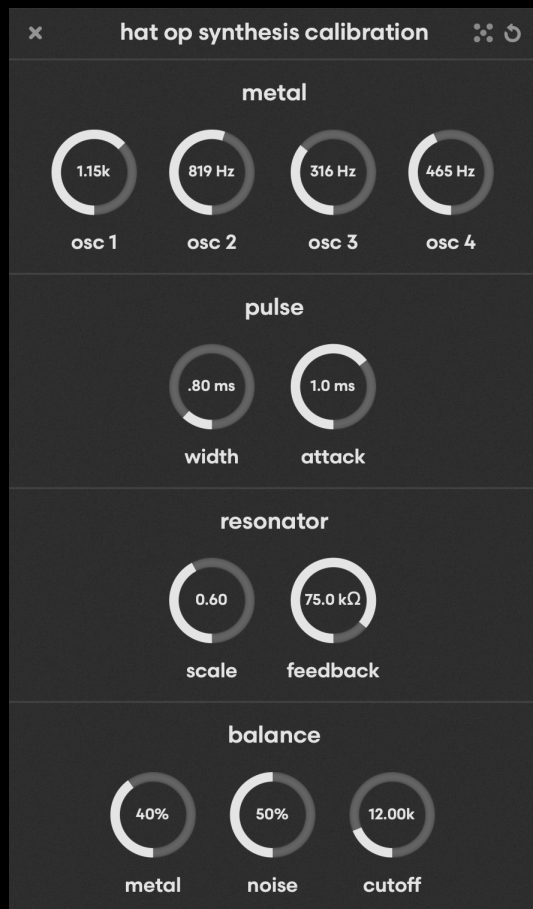 hat op synthesis calibration
metal
1.15k 819 Hz 316 Hz 465 Hz
osc 1 osc 2 osc 3 osc 4
pulse
.80 ms 1.0 ms
width attack
resonator
0.60 75.0 kΩ
scale feedback
balance
40% 50% 12.00k
metal noise cutoff